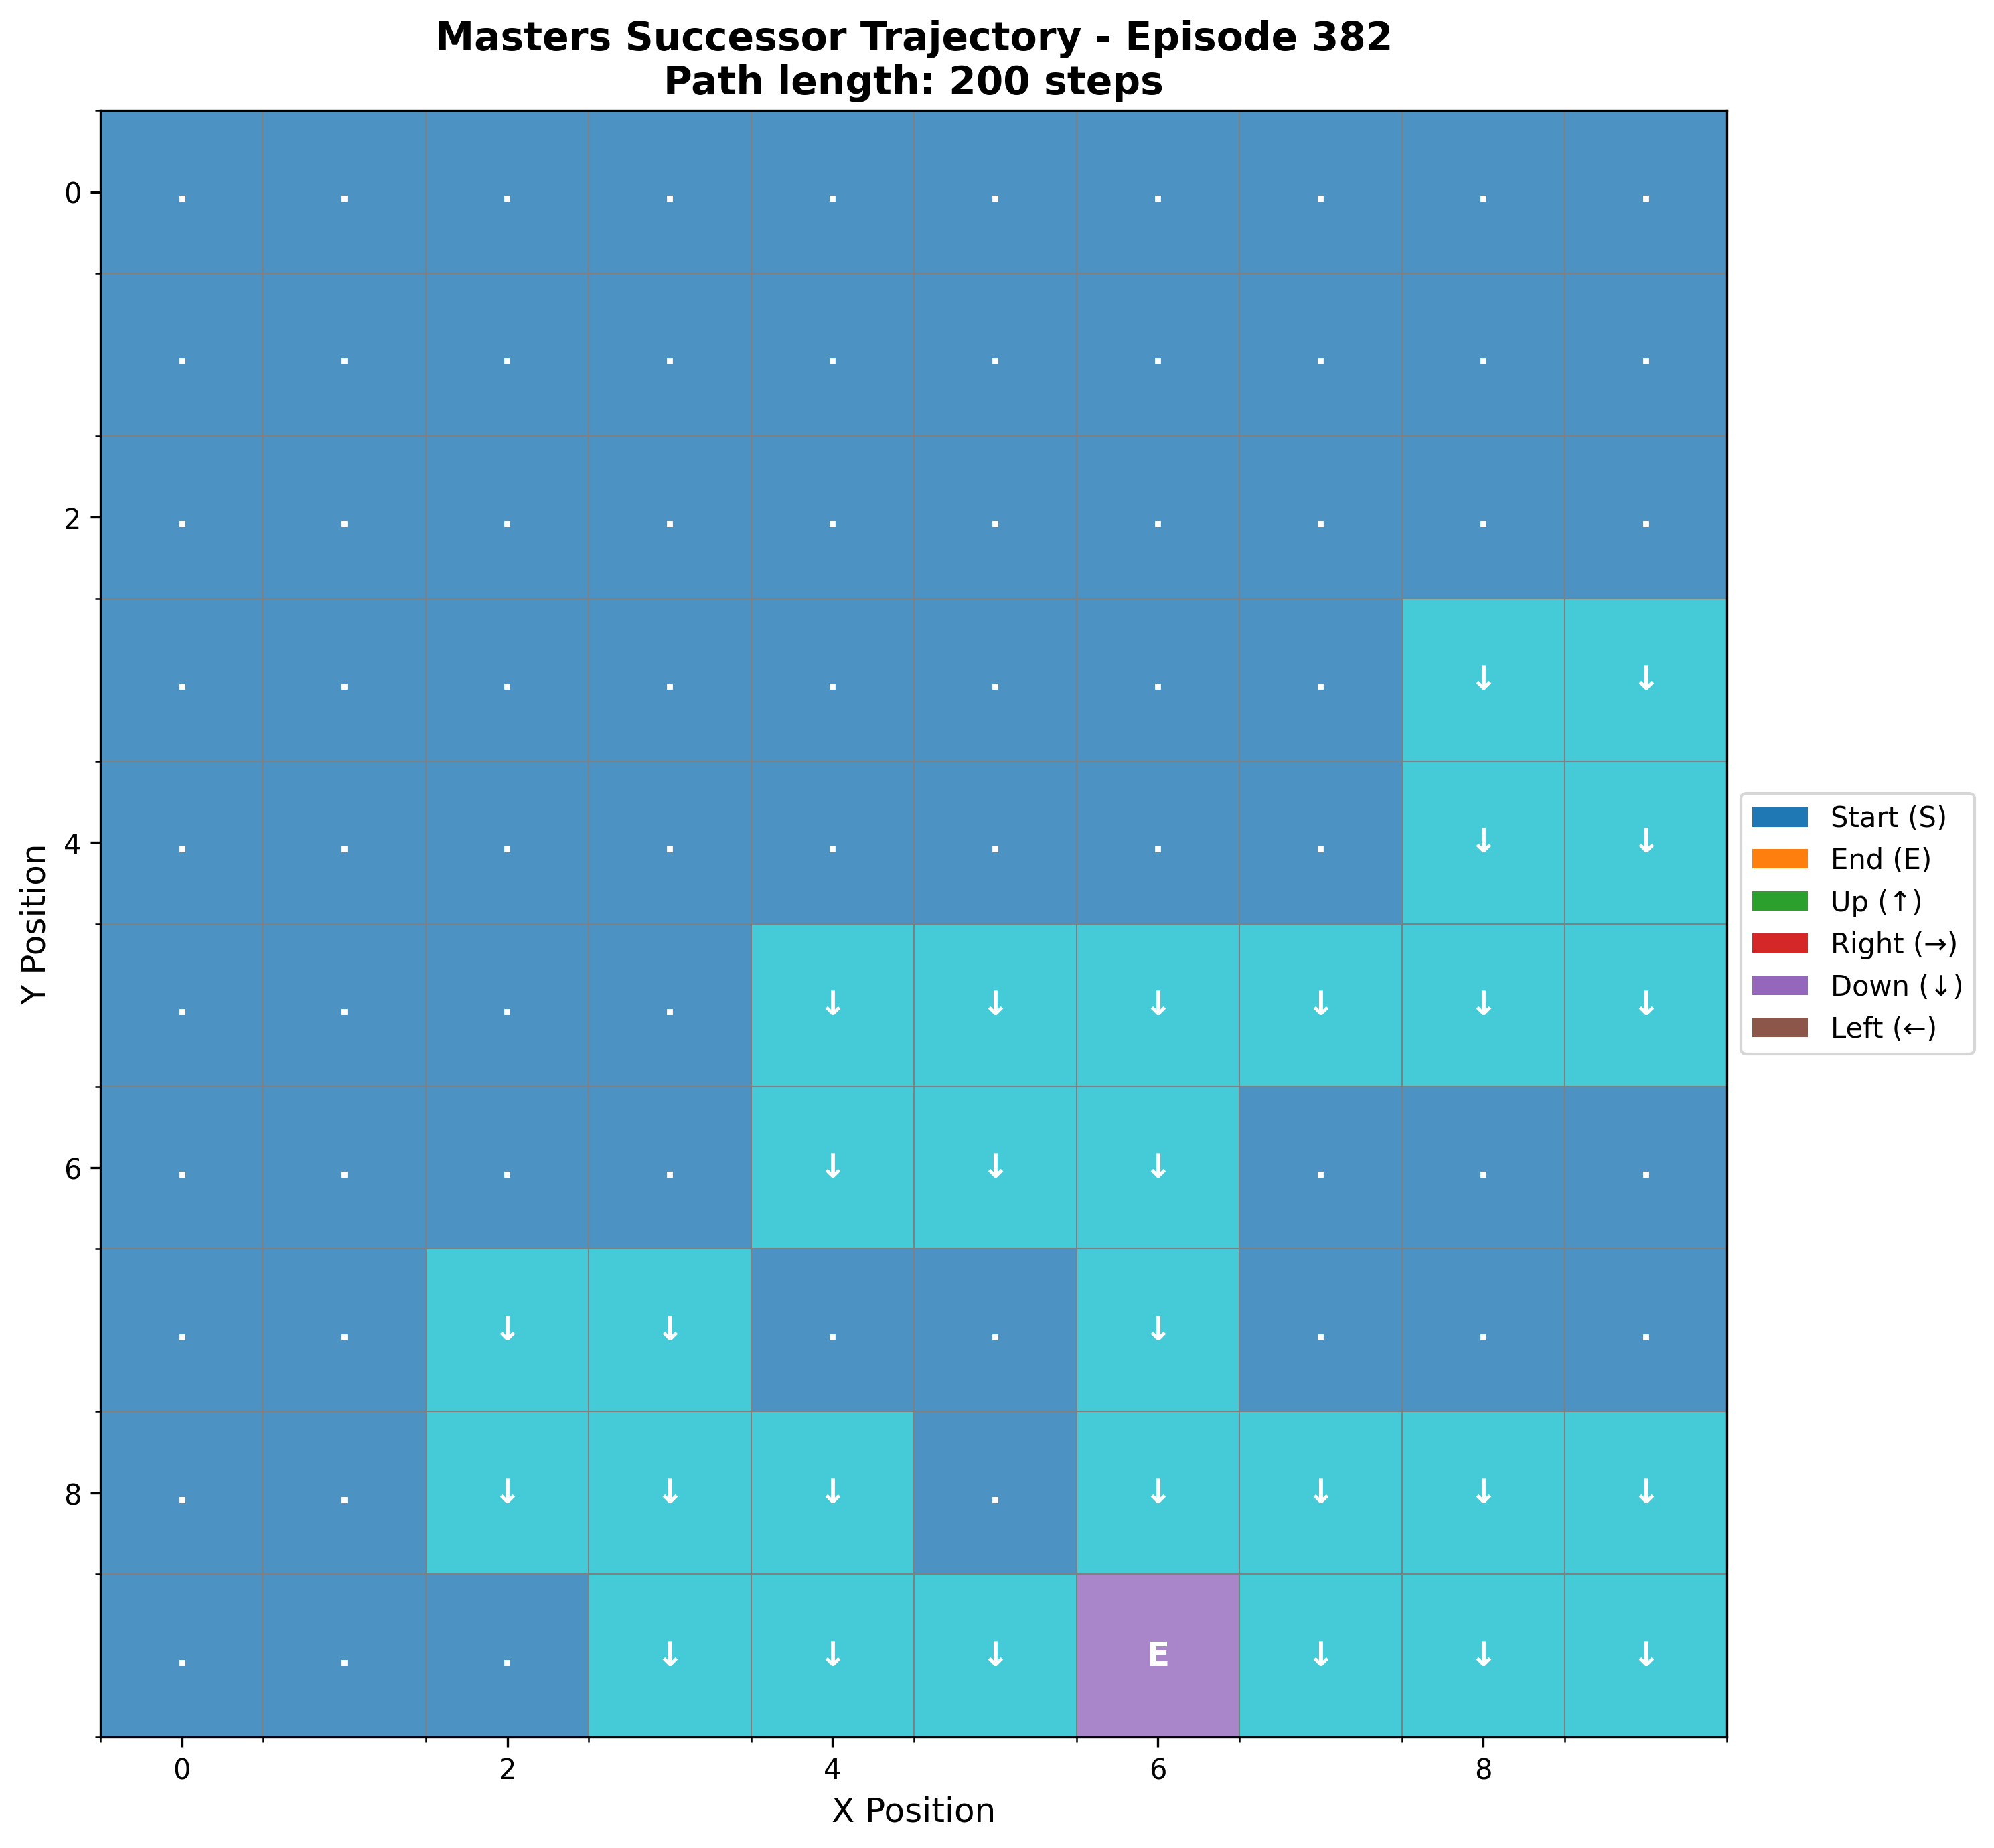 Masters Successor Trajectory - Episode 382
Path length: 200 steps
0 . . . . . . . . . .
. . . . . . . . . .
2 . . . . . . . . . .
. . . . . . . . ↓ ↓
4 . . . . . . . . ↓ ↓
. . . . ↓ ↓ ↓ ↓ ↓ ↓
6 . . . . ↓ ↓ ↓ . . .
. . ↓ ↓ . . ↓ . . .
8 . . ↓ ↓ ↓ . ↓ ↓ ↓ ↓
. . . ↓ ↓ ↓ E ↓ ↓ ↓
0 2 4 6 8
X Position
Y Position
Start (S)
End (E)
Up (↑)
Right (→)
Down (↓)
Left (←)